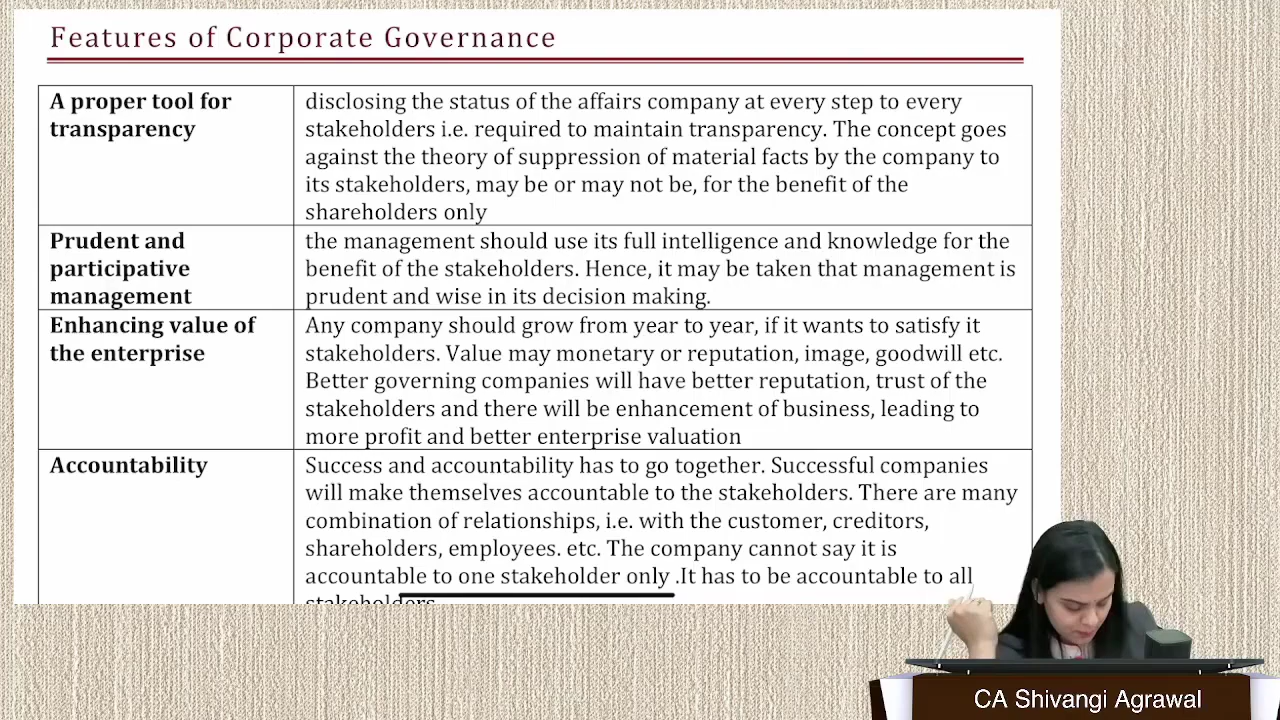 Features of Corporate Governance
A proper tool for
transparency
disclosing the status of the affairs company at every step to every
stakeholders i.e. required to maintain transparency. The concept goes
against the theory of suppression of material facts by the company to
its stakeholders, may be or may not be, for the benefit of the
shareholders only
Prudent and
participative
management
the management should use its full intelligence and knowledge for the
benefit of the stakeholders. Hence, it may be taken that management is
prudent and wise in its decision making.
Enhancing value of
the enterprise
Any company should grow from year to year, if it wants to satisfy it
stakeholders. Value may monetary or reputation, image, goodwill etc.
Better governing companies will have better reputation, trust of the
stakeholders and there will be enhancement of business, leading to
more profit and better enterprise valuation
Accountability
Success and accountability has to go together. Successful companies
will make themselves accountable to the stakeholders. There are many
combination of relationships, i.e. with the customer, creditors,
shareholders, employees. etc. The company cannot say it is
accountable to one stakeholder only .It has to be accountable to all
stakeholders
CA Shivangi Agrawal